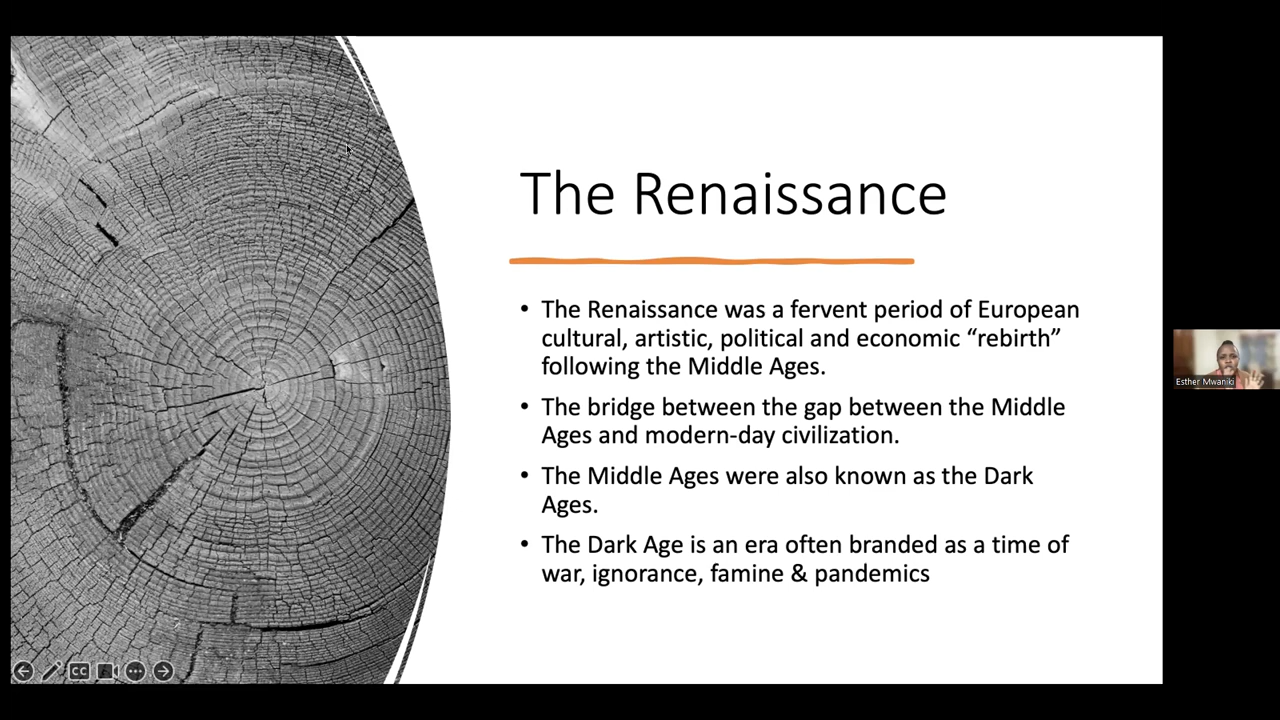 The Renaissance
• The Renaissance was a fervent period of European
cultural, artistic, political and economic “rebirth”
following the Middle Ages.
• The bridge between the gap between the Middle
Ages and modern-day civilization.
• The Middle Ages were also known as the Dark
Ages.
• The Dark Age is an era often branded as a time of
war, ignorance, famine & pandemics
Esther Mwaniki
CC